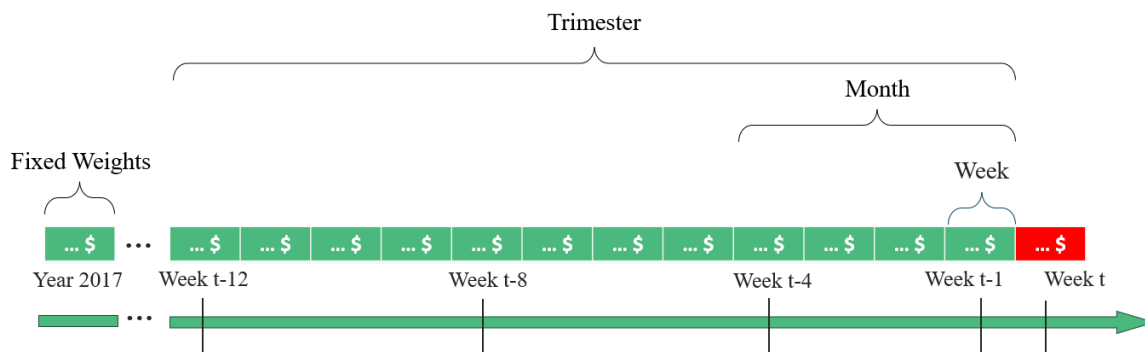 Trimester
Month
Fixed Weights
Week
... $ ... ... $ ... $ ... $ ... $ ... $ ... $ ... $ ... $ ... $ ... $ ... $ ... $ ... $
Year 2017 Week t-12 Week t-8 Week t-4 Week t-1 Week t
...